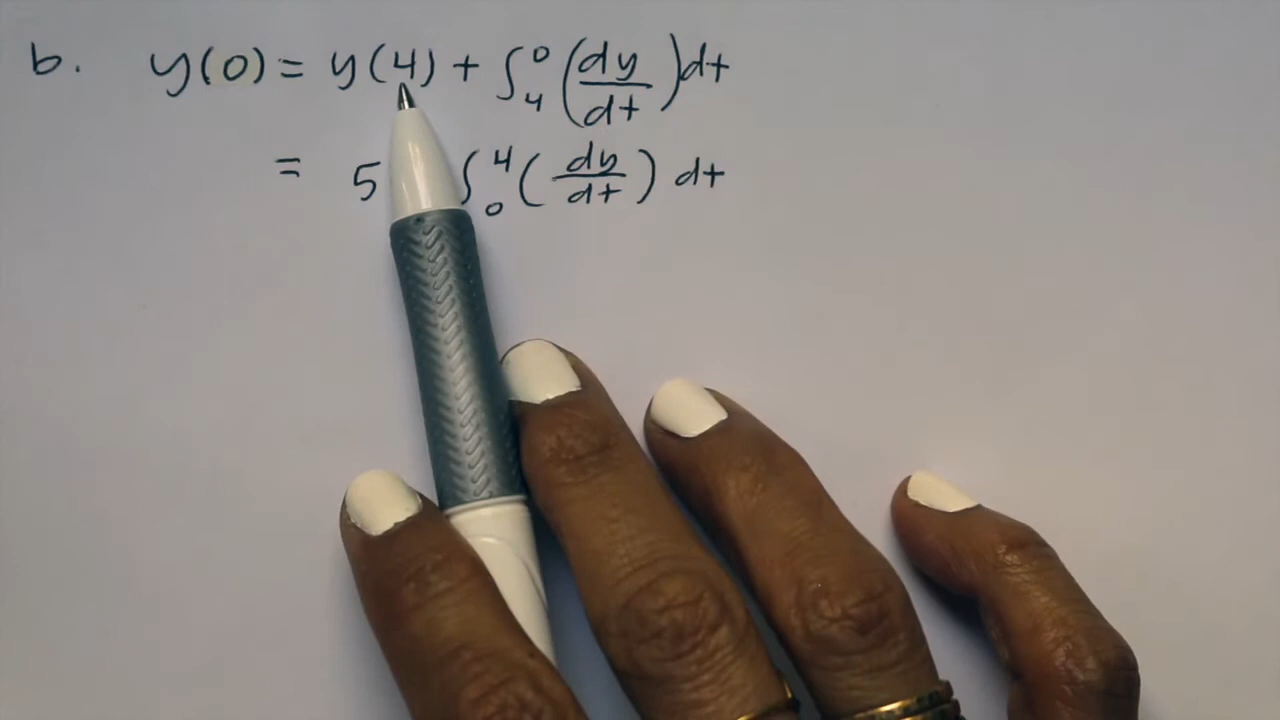 b. y(0) = y(4) + ∫₄⁰ (dy/dt) dt
= 5 ∫₀⁴ (dy/dt) dt